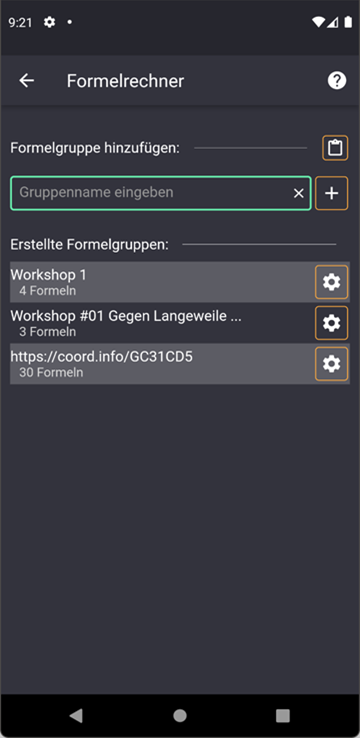 9:21
Formelrechner
Formelgruppe hinzufügen:
Gruppenname eingeben
Erstellte Formelgruppen:
Workshop 1
4 Formeln
Workshop #01 Gegen Langeweile ...
3 Formeln
https://coord.info/GC31CD5
30 Formeln